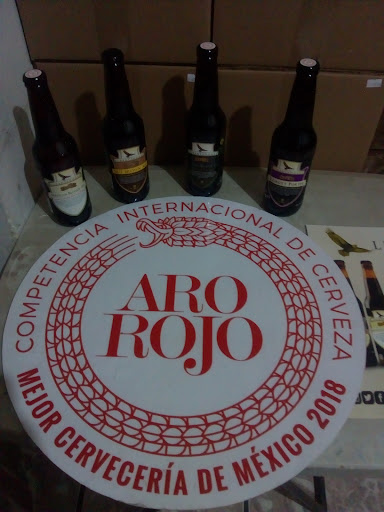 COMPETENCIA INTERNACIONAL DE CERVEZA
ARO
ROJO
MEJOR CERVECERÍA DE MÉXICO 2018